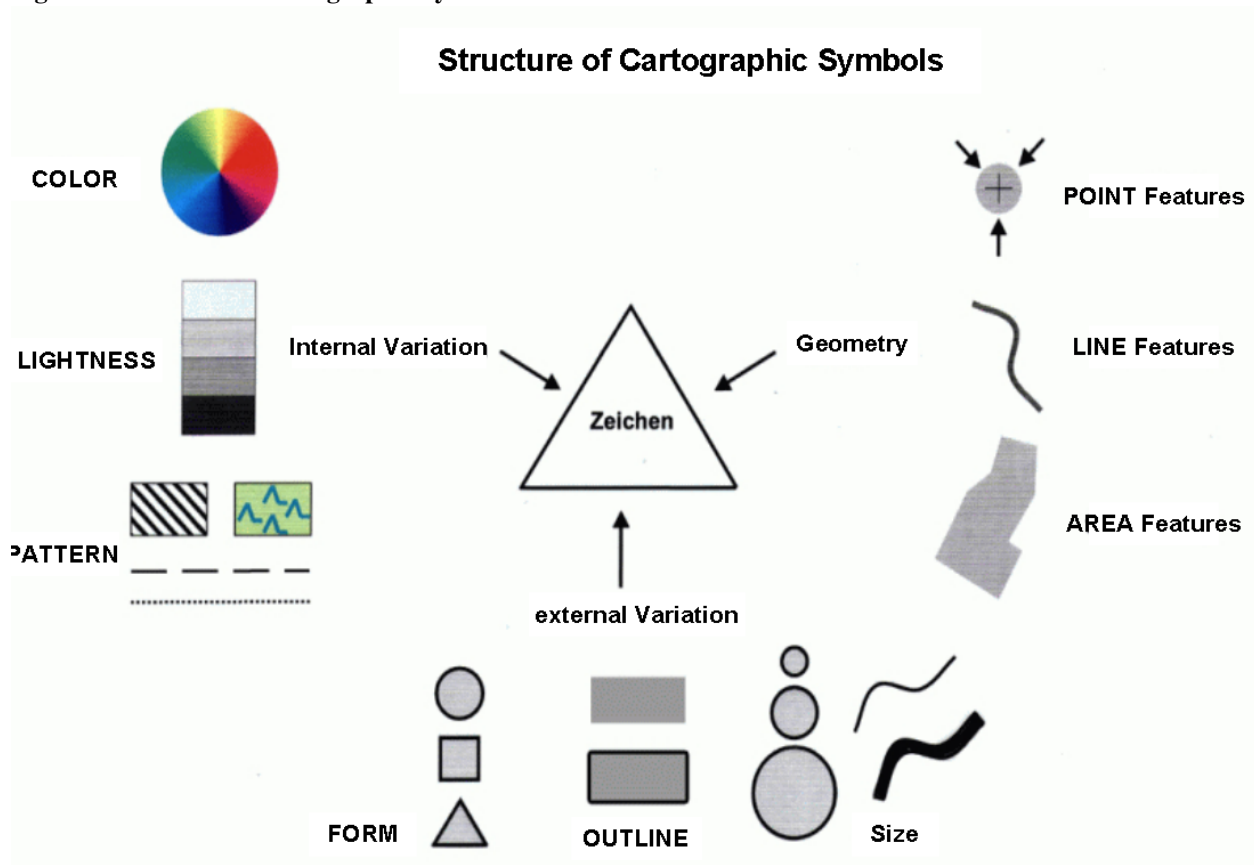 Structure of Cartographic Symbols
COLOR
POINT Features
LIGHTNESS
Internal Variation
Geometry
LINE Features
Zeichen
PATTERN
AREA Features
external Variation
FORM
OUTLINE
Size